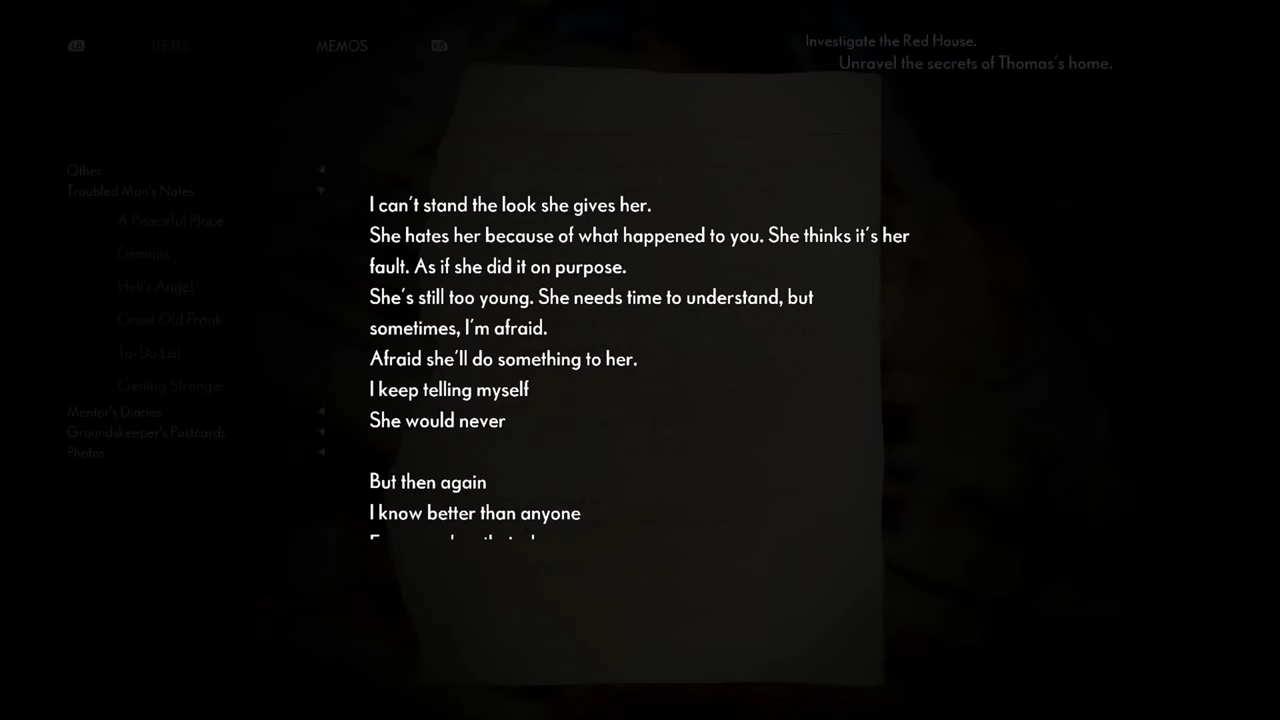 LB ITEMS MEMOS RB
Investigate the Red House.
Unravel the secrets of Thomas's home.
Other
Troubled Man's Notes
A Peaceful Place
Demons
Hell's Angel
Good Old Frank
To-Do List
Getting Stronger
Mentor's Diaries
Groundskeeper's Postcards
Photos
I can't stand the look she gives her.
She hates her because of what happened to you. She thinks it's her
fault. As if she did it on purpose.
She's still too young. She needs time to understand, but
sometimes, I'm afraid.
Afraid she'll do something to her.
I keep telling myself
She would never
But then again
I know better than anyone